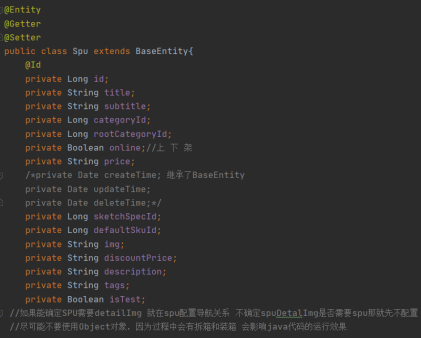 @Entity
@Getter
@Setter
public class Spu extends BaseEntity{
@Id
private Long id;
private String title;
private String subtitle;
private Long categoryId;
private Long rootCategoryId;
private Boolean online;//上 下 架
private String price;
/*private Date createTime; 继承了BaseEntity
private Date updateTime;
private Date deleteTime;*/
private Long sketchSpecId;
private Long defaultSkuId;
private String img;
private String discountPrice;
private String description;
private String tags;
private Boolean isTest;
//如果能确定SPU需要detailImg 就在spu配置导航关系 不确定spuDetalImg是否需要spu那就先不配置
//尽可能不要使用Object对象，因为过程中会有拆箱和装箱 会影响java代码的运行效果